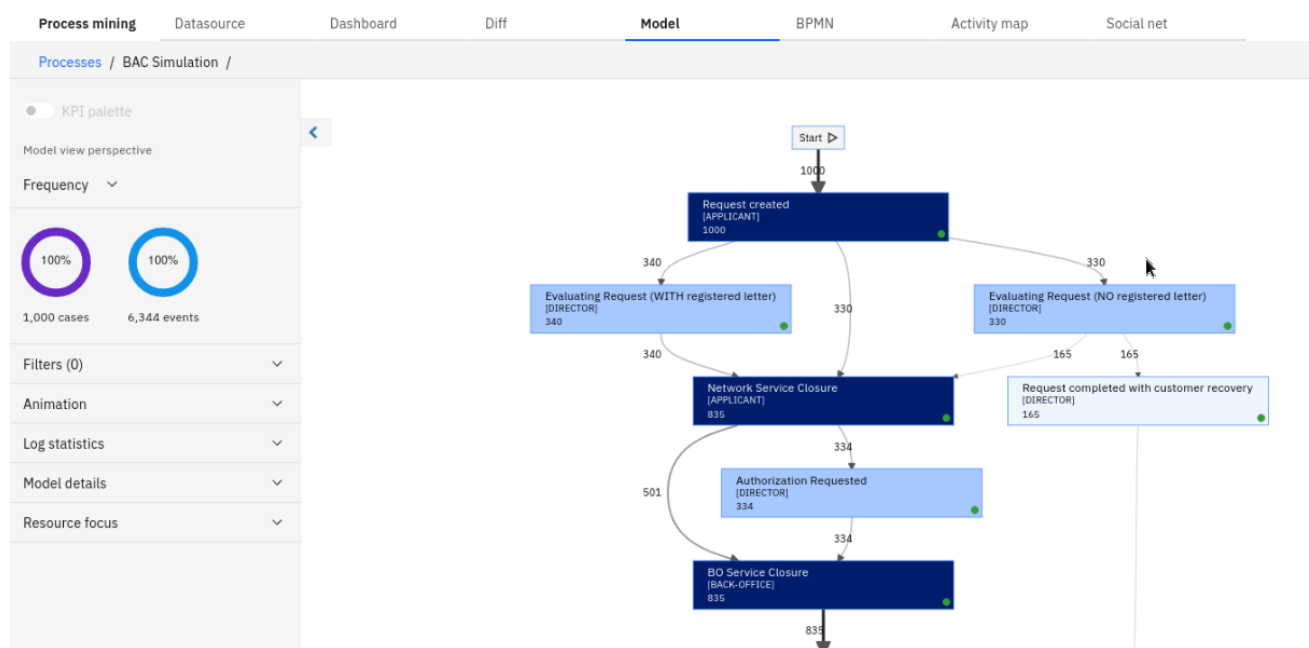 Process mining
Datasource
Dashboard
Diff
Model
BPMN
Activity map
Social net
Processes / BAC Simulation /
KPI palette
Model view perspective
Frequency
100%
100%
1,000 cases
6,344 events
Filters (0)
Animation
Log statistics
Model details
Resource focus
Start
1000
Request created
[APPLICANT]
1000
340
330
330
Evaluating Request (WITH registered letter)
[DIRECTOR]
340
Evaluating Request (NO registered letter)
[DIRECTOR]
330
340
165
165
Network Service Closure
[APPLICANT]
835
Request completed with customer recovery
[DIRECTOR]
165
334
501
Authorization Requested
[DIRECTOR]
334
334
BO Service Closure
[BACK-OFFICE]
835
835